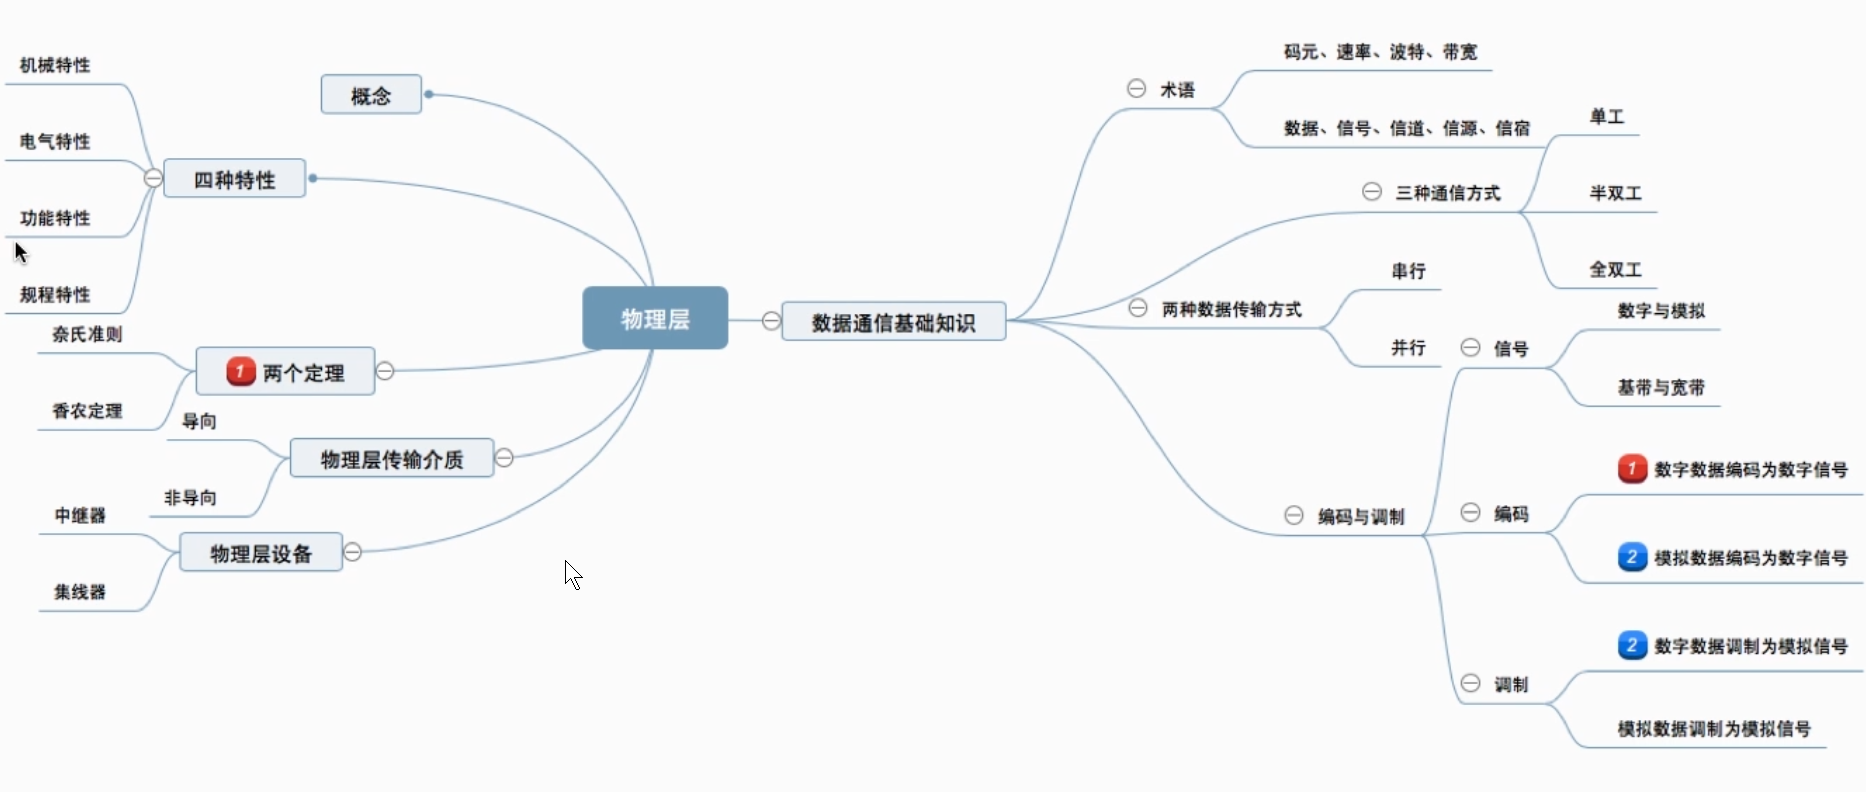 物理层
概念
四种特性
机械特性
电气特性
功能特性
规程特性
1 两个定理
奈氏准则
香农定理
物理层传输介质
导向
非导向
物理层设备
中继器
集线器
数据通信基础知识
术语
码元、速率、波特、带宽
数据、信号、信道、信源、信宿
三种通信方式
单工
半双工
全双工
两种数据传输方式
串行
并行
编码与调制
信号
数字与模拟
基带与宽带
编码
1 数字数据编码为数字信号
2 模拟数据编码为数字信号
调制
2 数字数据调制为模拟信号
模拟数据调制为模拟信号